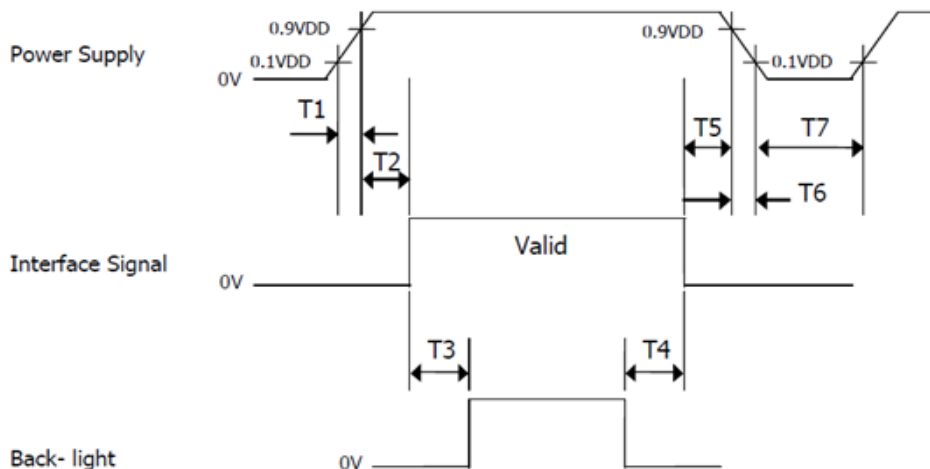 0.9VDD
0.9VDD
Power Supply
0.1VDD
0.1VDD
0V
T1
T5
T7
T2
T6
Valid
Interface Signal
0V
T3
T4
Back- light
0V